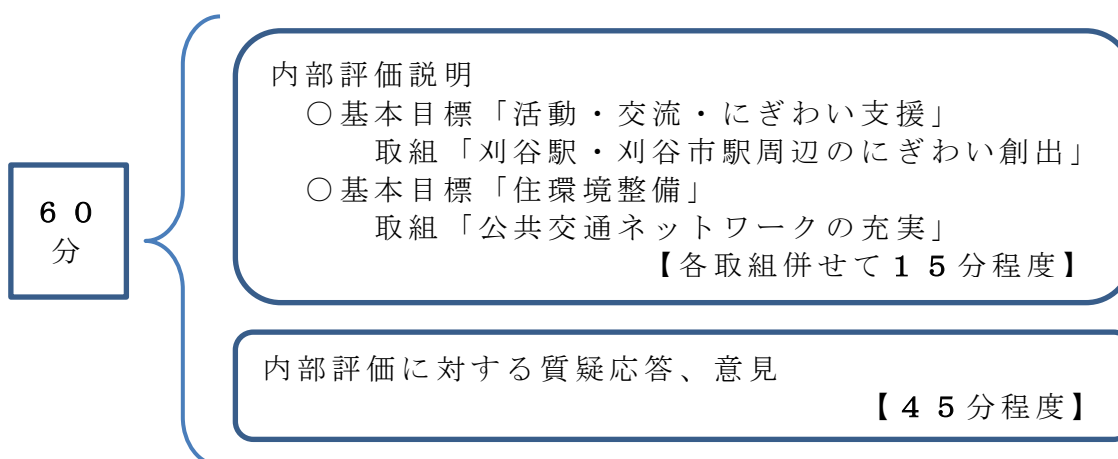 ６０
分
内部評価説明
○基本目標「活動・交流・にぎわい支援」
取組「刈谷駅・刈谷市駅周辺のにぎわい創出」
○基本目標「住環境整備」
取組「公共交通ネットワークの充実」
【各取組併せて１５分程度】
内部評価に対する質疑応答、意見
【４５分程度】